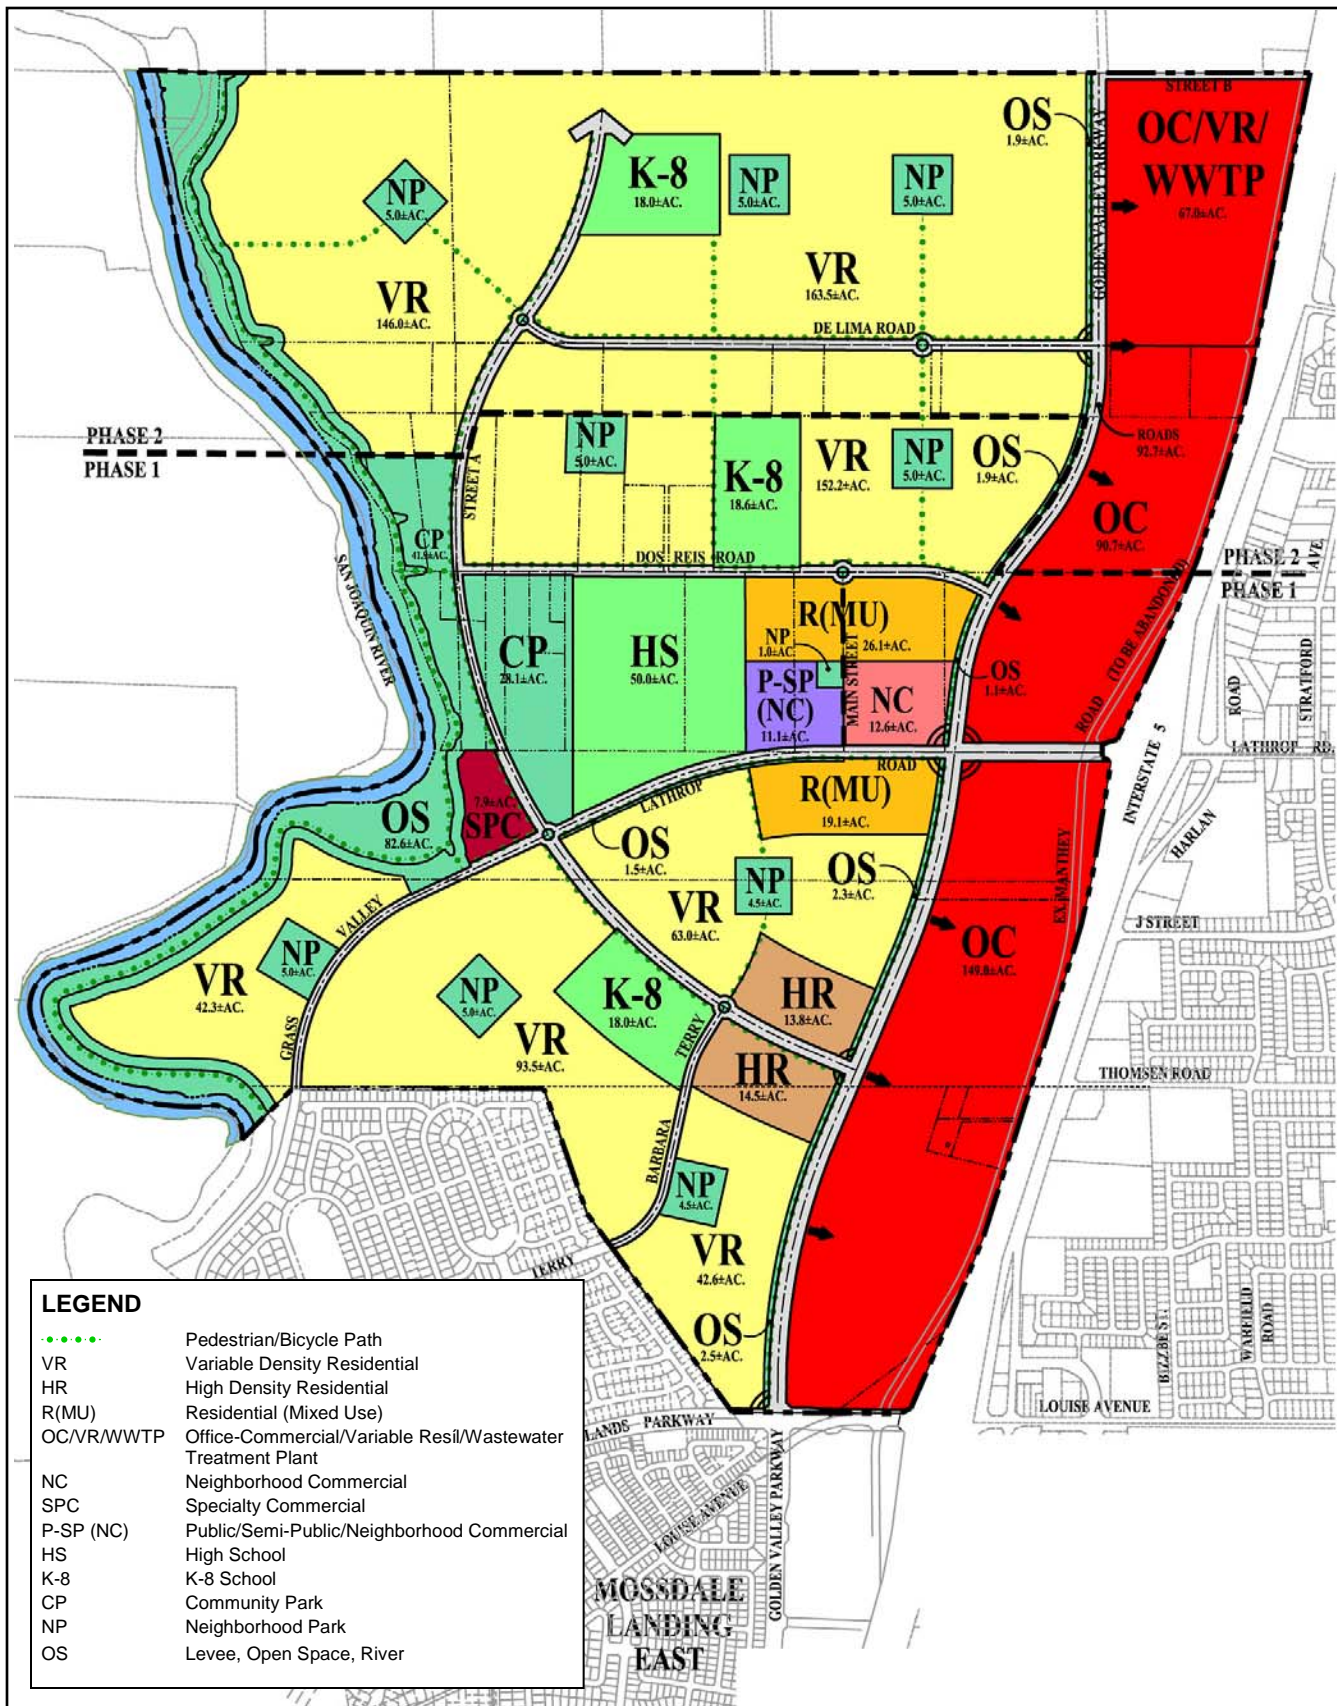 STREET B
OS
1.9±AC.
GOLDEN VALLEY PARKWAY
OC/VR/
WWTP
67.0±AC.
K-8
18.0±AC.
NP
5.0±AC.
NP
5.0±AC.
NP
5.0±AC.
VR
146.0±AC.
VR
163.5±AC.
DE LIMA ROAD
PHASE 2
PHASE 1
STREET A
NP
5.0±AC.
K-8
18.6±AC.
VR
152.2±AC.
NP
5.0±AC.
OS
1.9±AC.
ROADS
92.7±AC.
OC
90.7±AC.
CP
41.9±AC.
DOS REIS ROAD
PHASE 2
PHASE 1
AVE
STRATFORD
SAN JOAQUIN RIVER
CP
28.1±AC.
HS
50.0±AC.
R(MU)
26.1±AC.
NP
1.0±AC.
MAIN STREET
P-SP
(NC)
11.1±AC.
NC
12.6±AC.
OS
1.1±AC.
(TO BE ABANDONED)
ROAD
EX. MANTHEY
ROAD
HARLAN
LATHROP RD.
INTERSTATE 5
LATHROP
ROAD
7.9±AC.
SPC
OS
82.6±AC.
R(MU)
19.1±AC.
OS
1.5±AC.
OS
2.3±AC.
NP
4.5±AC.
VR
63.0±AC.
J STREET
OC
149.0±AC.
GRASS
VALLEY
NP
5.0±AC.
VR
42.3±AC.
NP
5.0±AC.
VR
93.5±AC.
K-8
18.0±AC.
HR
13.8±AC.
HR
14.5±AC.
BARBARA
TERRY
THOMSEN ROAD
NP
4.5±AC.
VR
42.6±AC.
TERRY
OS
2.5±AC.
WARFIELD
ROAD
LOUISE AVENUE
LANDS PARKWAY
LOUISE AVENUE
GOLDEN VALLEY PARKWAY
MOSSDALE
LANDING
EAST
LEGEND
Pedestrian/Bicycle Path
VR Variable Density Residential
HR High Density Residential
R(MU) Residential (Mixed Use)
OC/VR/WWTP Office-Commercial/Variable Resil/Wastewater
Treatment Plant
NC Neighborhood Commercial
SPC Specialty Commercial
P-SP (NC) Public/Semi-Public/Neighborhood Commercial
HS High School
K-8 K-8 School
CP Community Park
NP Neighborhood Park
OS Levee, Open Space, River